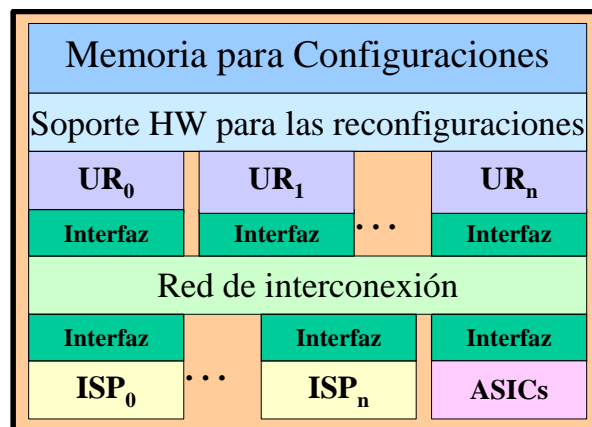 Memoria para Configuraciones
Soporte HW para las reconfiguraciones
UR0 UR1 URn
Interfaz Interfaz ... Interfaz
Red de interconexión
Interfaz Interfaz Interfaz
ISP0 ... ISPn ASICs